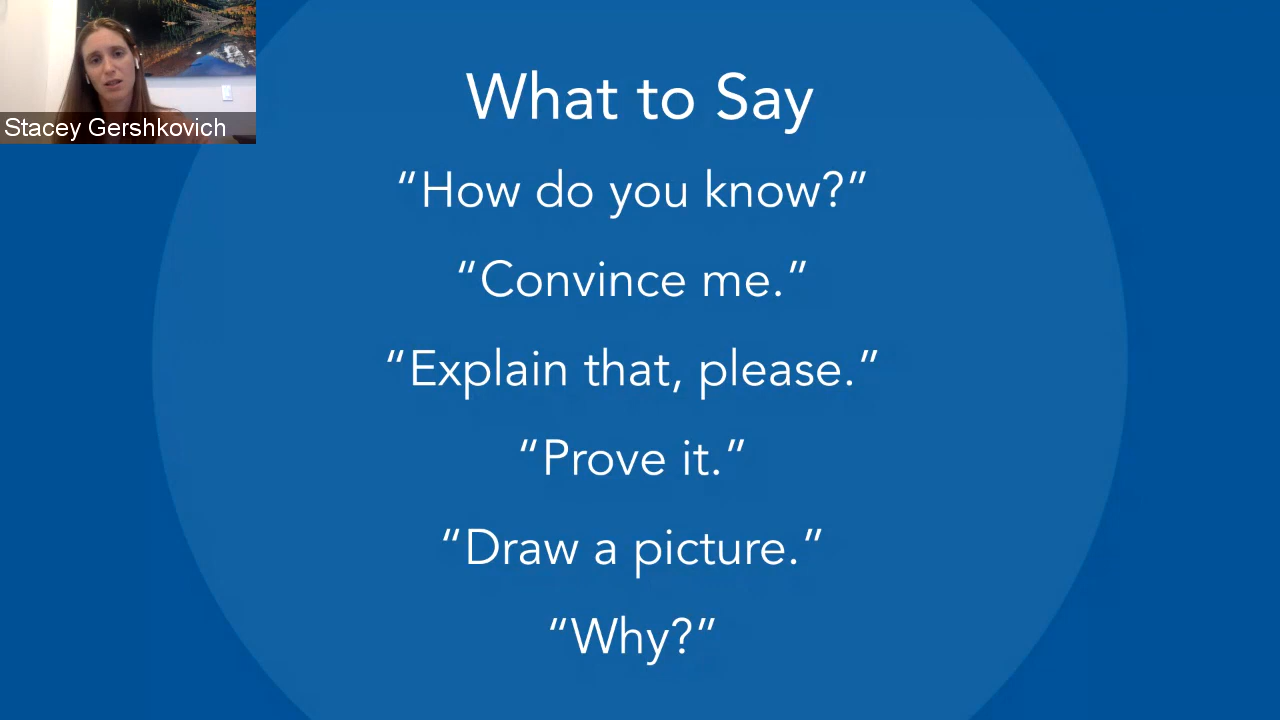 Stacey Gershkovich
What to Say
“How do you know?”
“Convince me.”
“Explain that, please.”
“Prove it.”
“Draw a picture.”
“Why?”